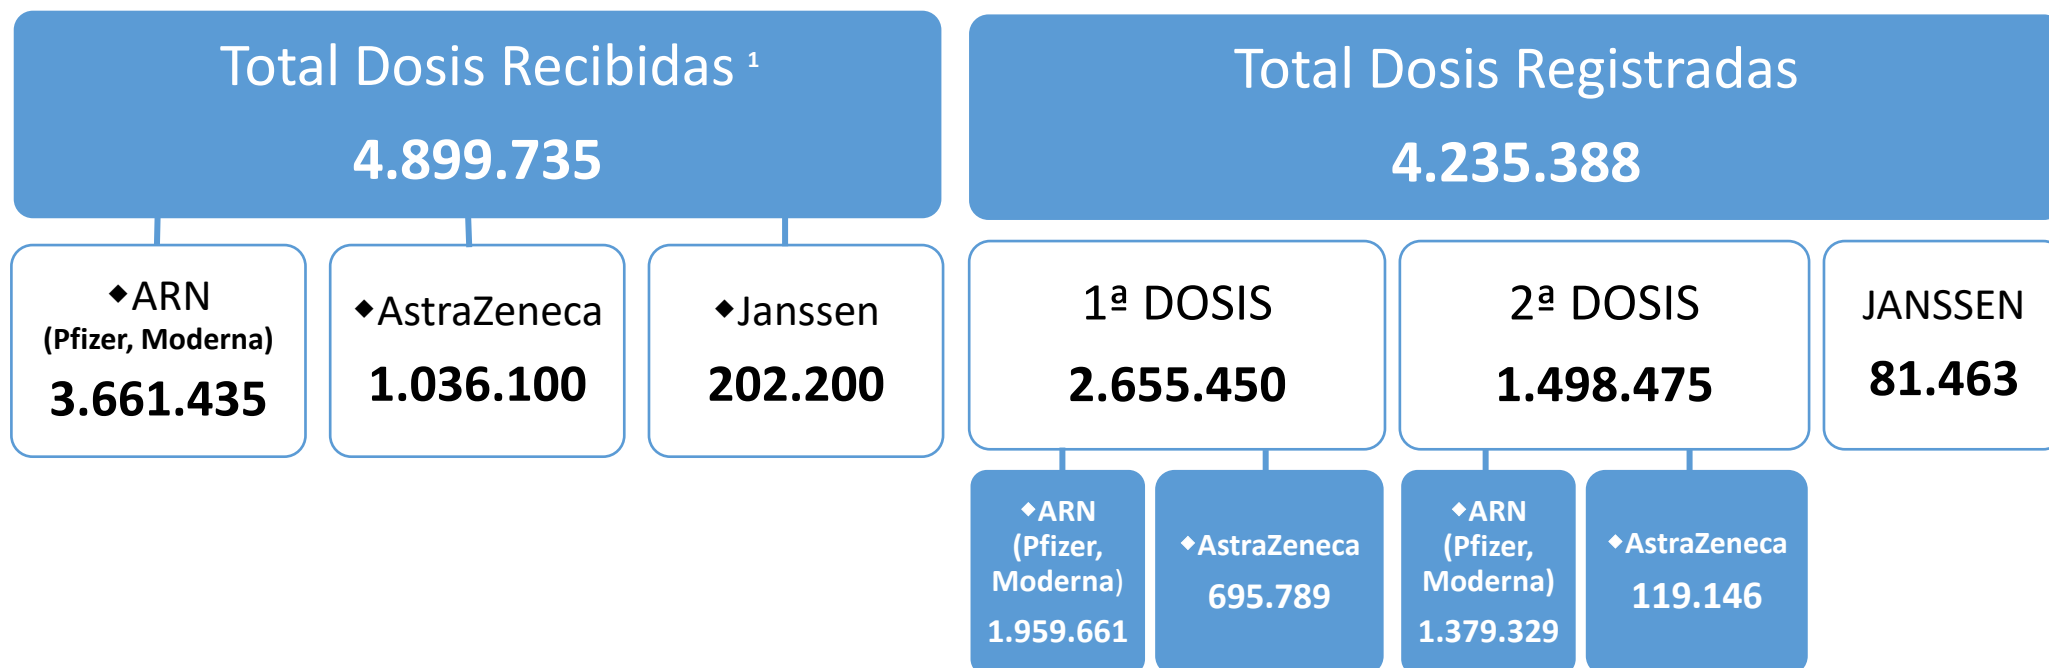 Total Dosis Recibidas ¹
4.899.735
◆ARN
(Pfizer, Moderna)
3.661.435
◆AstraZeneca
1.036.100
◆Janssen
202.200
Total Dosis Registradas
4.235.388
1ª DOSIS
2.655.450
2ª DOSIS
1.498.475
JANSSEN
81.463
◆ARN
(Pfizer,
Moderna)
1.959.661
◆AstraZeneca
695.789
◆ARN
(Pfizer,
Moderna)
1.379.329
◆AstraZeneca
119.146